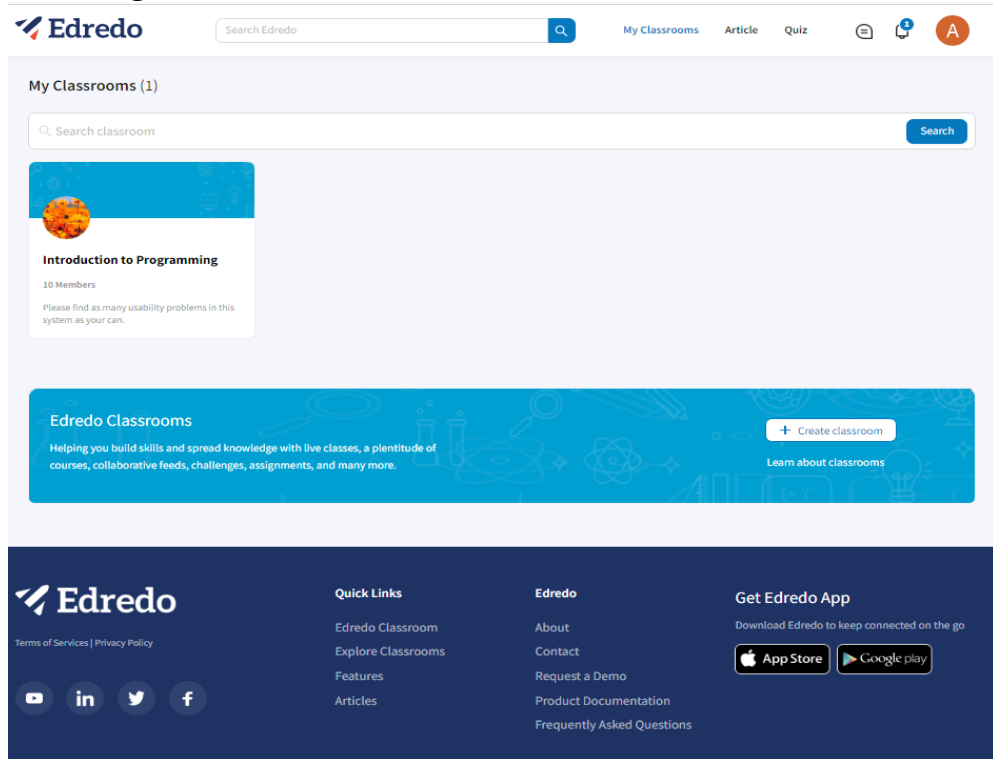 Edredo
Search Edredo
My Classrooms Article Quiz
1
A
My Classrooms (1)
Search classroom
Search
Introduction to Programming
10 Members
Please find as many usability problems in this
system as your can.
Edredo Classrooms
Helping you build skills and spread knowledge with live classes, a plentitude of
courses, collaborative feeds, challenges, assignments, and many more.
+ Create classroom
Learn about classrooms
Edredo
Terms of Services | Privacy Policy
in
f
Quick Links
Edredo Classroom
Explore Classrooms
Features
Articles
Edredo
About
Contact
Request a Demo
Product Documentation
Frequently Asked Questions
Get Edredo App
Download Edredo to keep connected on the go
App Store
Google play